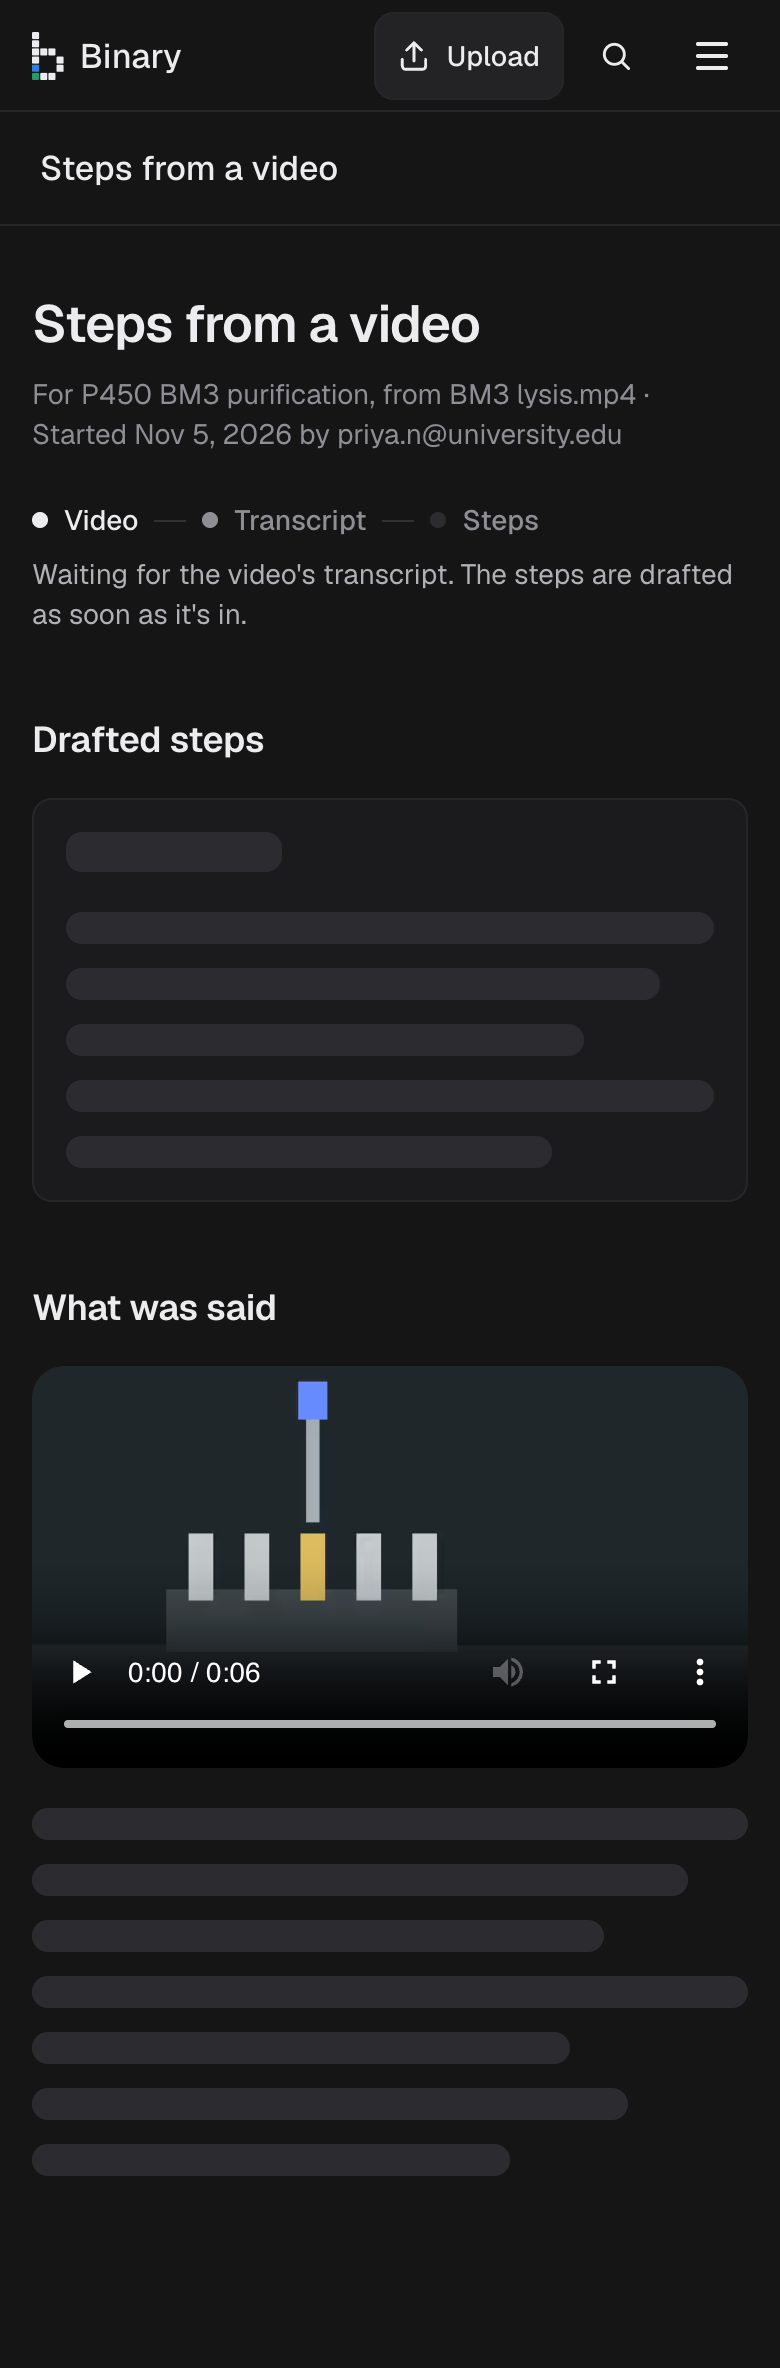 Binary
Upload
Steps from a video
Steps from a video
For P450 BM3 purification, from BM3 lysis.mp4 ·
Started Nov 5, 2026 by priya.n@university.edu
Video
Transcript
Steps
Waiting for the video's transcript. The steps are drafted
as soon as it's in.
Drafted steps
What was said
0:00 / 0:06